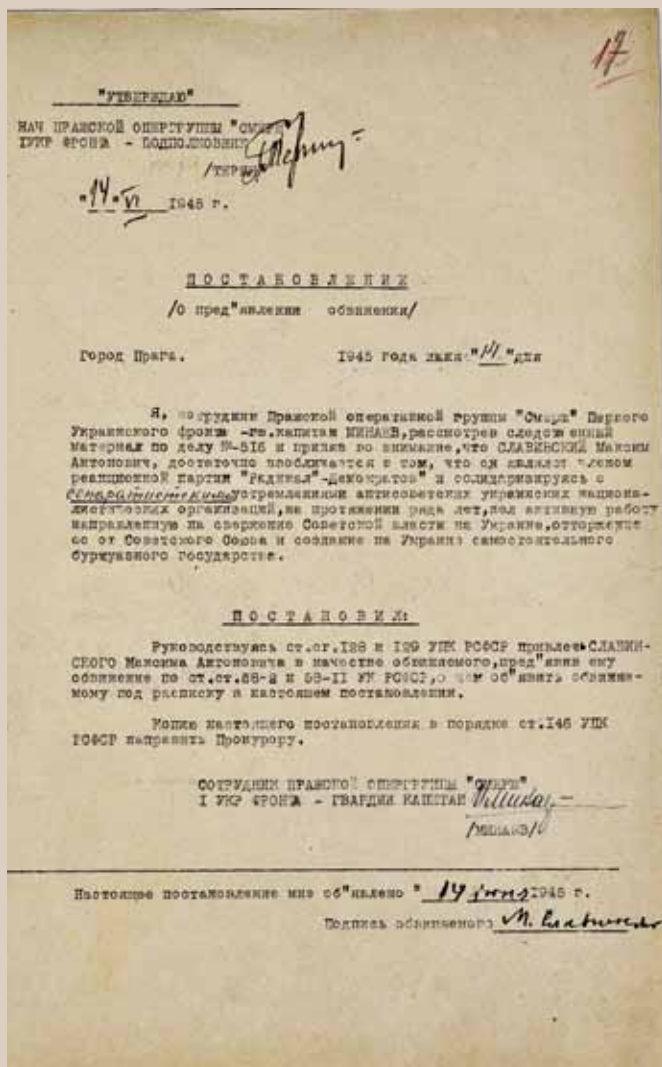 17
"УТВЕРЖДАЮ"
НАЧ ПРАЖСКОЙ ОПЕРГРУППЫ "СМЕРШ"
IУКР ФРОНТА - ПОДПОЛКОВНИК
"14" VI 1945 г.
ПОСТАНОВЛЕНИЕ
/О пред"явлении обвинения/
Город Прага. 1945 года июня "14" дня
Я, сотрудник Пражской оперативной группы "Смерш" Первого
Украинского фронта -гв.капитан МИНАЕВ, рассмотрев следственный
материал по делу №-516 и приняв во внимание, что СЛАВИНСКИЙ Максим
Антонович, достаточно изобличается в том, что он являлся членом
реакционной партии "Радикал"-Демократов" и солидаризируясь с
сепаратистскими устремлениями антисоветских украинских национа-
листических организаций, на протяжении ряда лет, вел активную работу
направленную на свержение Советской власти на Украине, отторжение
ее от Советского Союза и создание на Украине самостоятельного
буржуазного государства.
ПОСТАНОВИЛ:
Руководствуясь ст.ст.128 и 129 УПК РСФСР привлечь СЛАВИН-
СКОГО Максима Антоновича в качестве обвиняемого, пред"явив ему
обвинение по ст.ст.58-2 и 58-II УК РСФСР, о чем об"явить обвиняе-
мому под расписку в настоящем постановлении.
Копию настоящего постановления в порядке ст.146 УПК
РСФСР направить Прокурору.
СОТРУДНИК ПРАЖСКОЙ ОПЕРГРУППЫ "СМЕРШ"
I УКР ФРОНТА - ГВАРДИИ КАПИТАН
/МИНАЕВ/
Настоящее постановление мне об"явлено "14 июня 1945 г.
Подпись обвиняемого М. Славинский